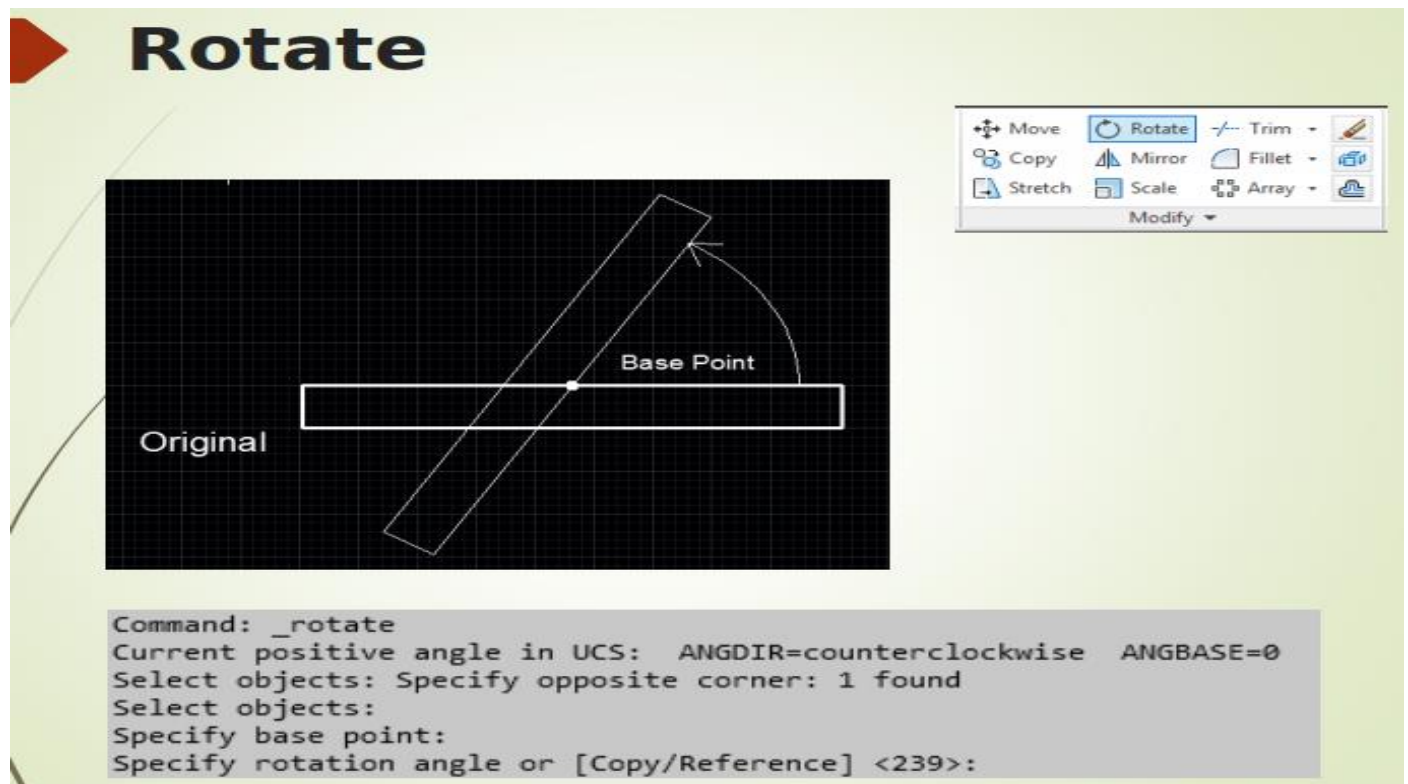 Rotate
Move Rotate Trim
Copy Mirror Fillet
Stretch Scale Array
Modify
Base Point
Original
Command: _rotate
Current positive angle in UCS:  ANGDIR=counterclockwise  ANGBASE=0
Select objects: Specify opposite corner: 1 found
Select objects:
Specify base point:
Specify rotation angle or [Copy/Reference] <239>: